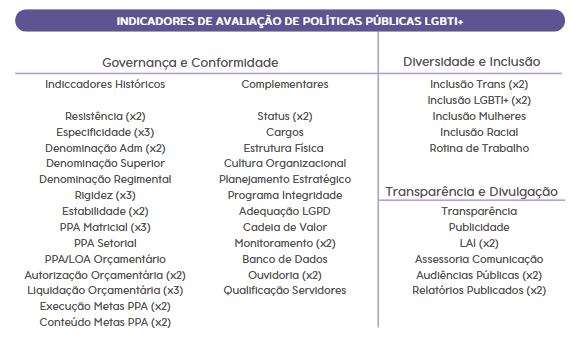 INDICADORES DE AVALIAÇÃO DE POLÍTICAS PÚBLICAS LGBTI+
Governança e Conformidade
Indiccadores Históricos
Resistência (x2)
Especificidade (x3)
Denominação Adm (x2)
Denominação Superior
Denominação Regimental
Rigidez (x3)
Estabilidade (x2)
PPA Matricial (x3)
PPA Setorial
PPA/LOA Orçamentário
Autorização Orçamentária (x2)
Liquidação Orçamentária (x3)
Execução Metas PPA (x2)
Conteúdo Metas PPA (x2)
Complementares
Status (x2)
Cargos
Estrutura Física
Cultura Organizacional
Planejamento Estratégico
Programa Integridade
Adequação LGPD
Cadeia de Valor
Monitoramento (x2)
Banco de Dados
Ouvidoria (x2)
Qualificação Servidores
Diversidade e Inclusão
Inclusão Trans (x2)
Inclusão LGBTI+ (x2)
Inclusão Mulheres
Inclusão Racial
Rotina de Trabalho
Transparência e Divulgação
Transparência
Publicidade
LAI (x2)
Assessoria Comunicação
Audiências Públicas (x2)
Relatórios Publicados (x2)